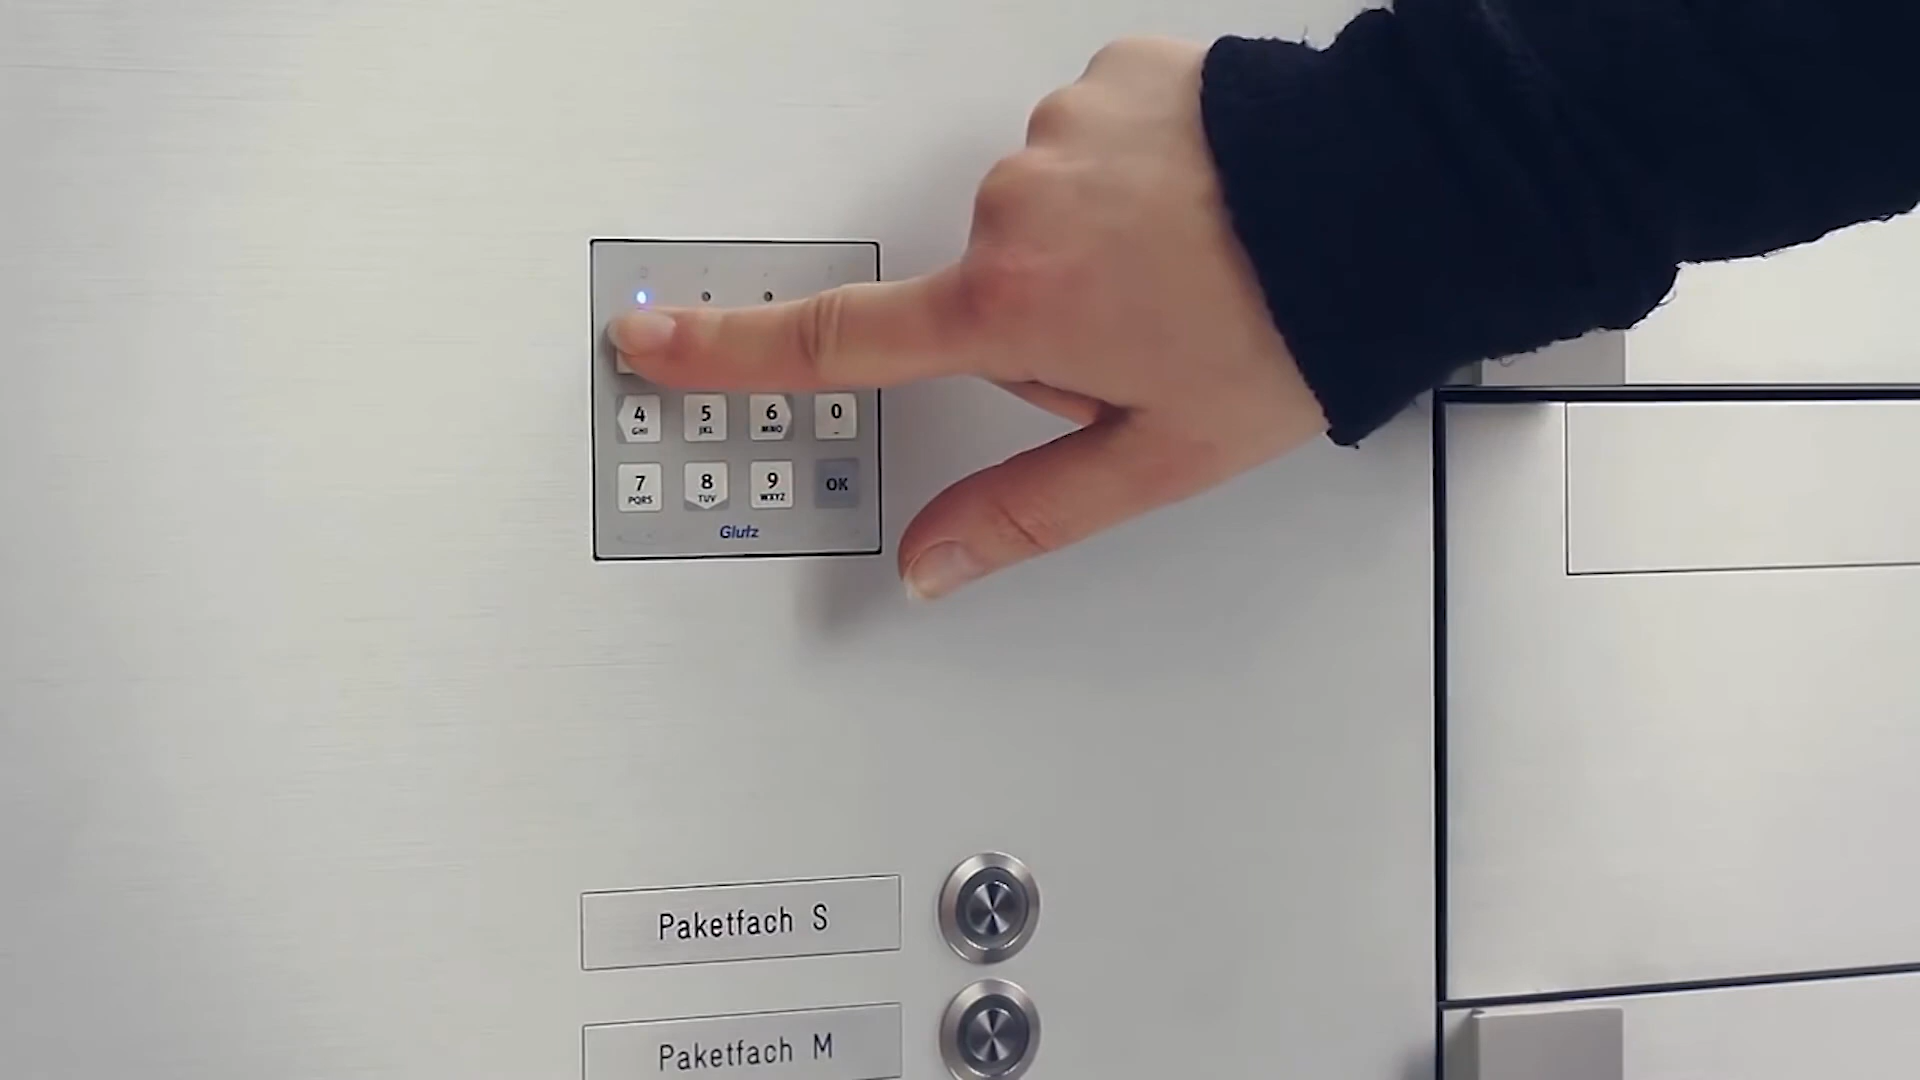 4 5 6 0
GHI JKL MNO _
7 8 9 OK
PQRS TUV WXYZ
Glutz
Paketfach S
Paketfach M